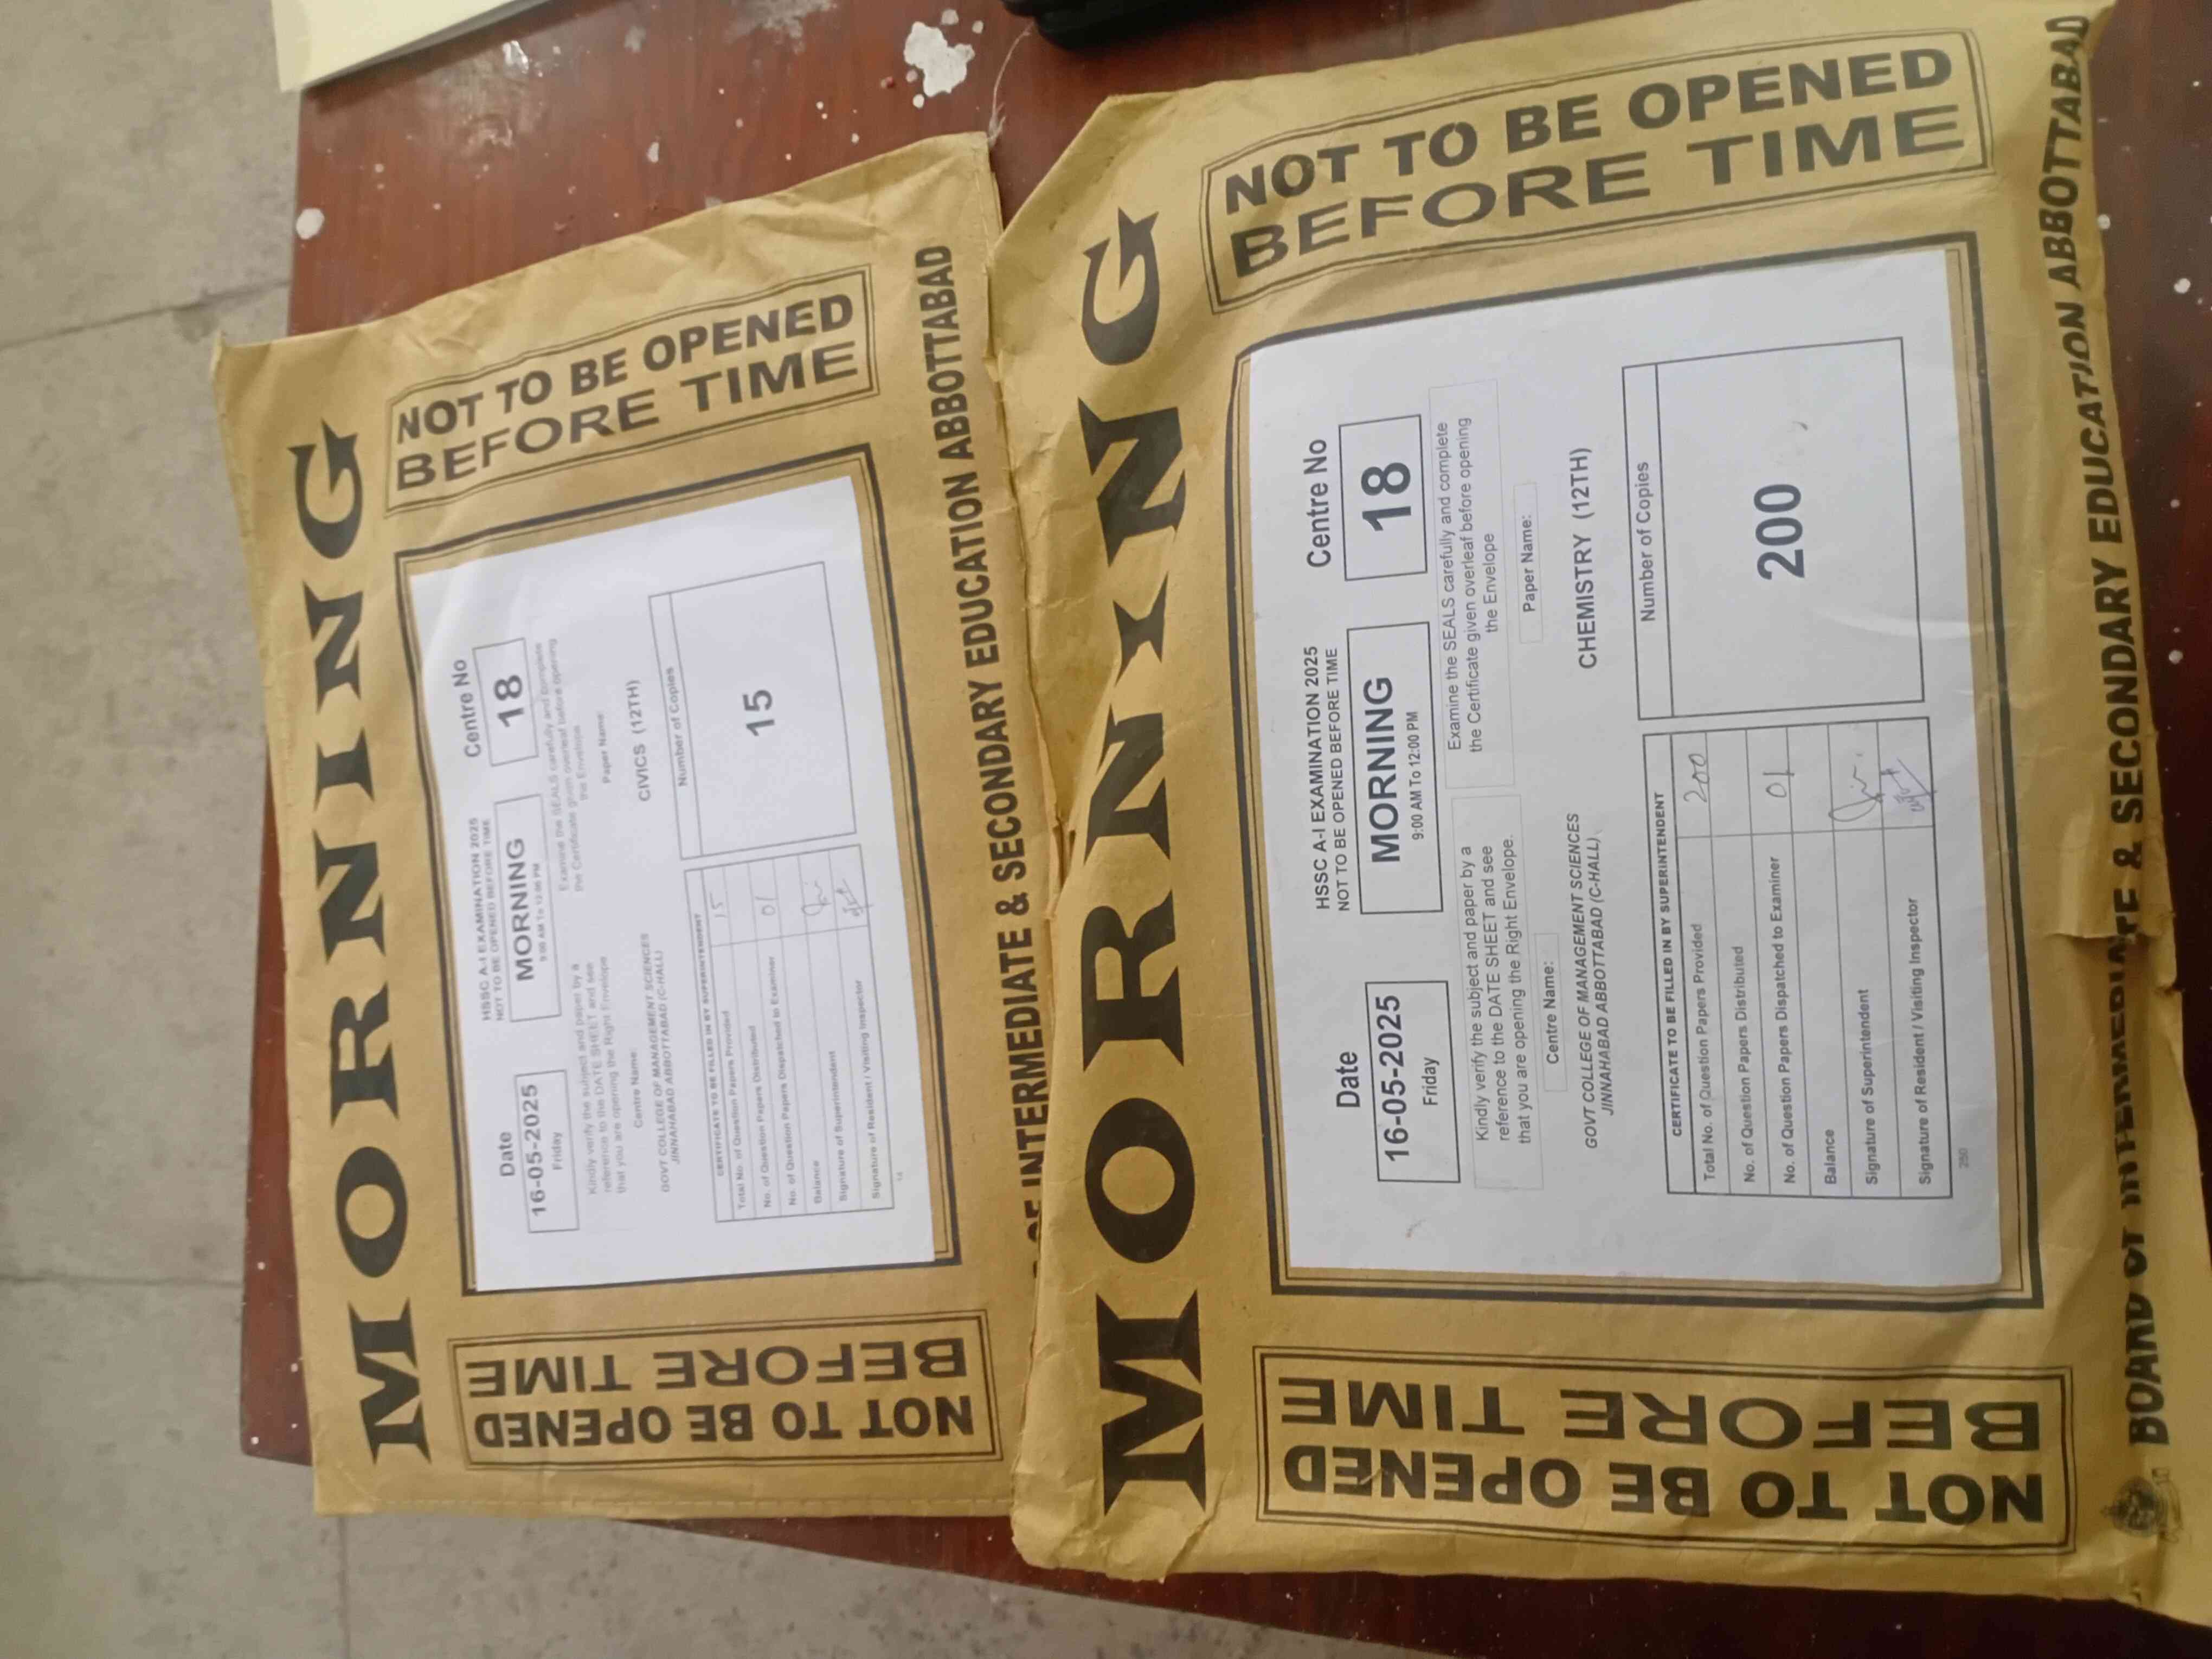 MORNING
NOT TO BE OPENED
BEFORE TIME
NOT TO BE OPENED
BEFORE TIME
HSSC A-I EXAMINATION 2025
NOT TO BE OPENED BEFORE TIME
Date
16-05-2025
Friday
MORNING
9:00 AM To 12:00 PM
Centre No
18
Kindly verify the subject and paper by a
reference to the DATE SHEET and see
that you are opening the Right Envelope
Examine the SEALS carefully and complete
the Certificate given overleaf before opening
the Envelope
Centre Name:
GOVT COLLEGE OF MANAGEMENT SCIENCES
JINNAHABAD ABBOTTABAD (C-HALL)
Paper Name:
CIVICS (12TH)
CERTIFICATE TO BE FILLED IN BY SUPERINTENDENT
Total No. of Question Papers Provided 15
No. of Question Papers Distributed
No. of Question Papers Dispatched to Examiner 01
Balance
Signature of Superintendent
Signature of Resident / Visiting Inspector
Number of Copies
15
14
OF INTERMEDIATE & SECONDARY EDUCATION ABBOTTABAD
MORNING
NOT TO BE OPENED
BEFORE TIME
NOT TO BE OPENED
BEFORE TIME
HSSC A-I EXAMINATION 2025
NOT TO BE OPENED BEFORE TIME
Date
16-05-2025
Friday
MORNING
9:00 AM To 12:00 PM
Centre No
18
Kindly verify the subject and paper by a
reference to the DATE SHEET and see
that you are opening the Right Envelope.
Examine the SEALS carefully and complete
the Certificate given overleaf before opening
the Envelope
Centre Name:
GOVT COLLEGE OF MANAGEMENT SCIENCES
JINNAHABAD ABBOTTABAD (C-HALL)
Paper Name:
CHEMISTRY (12TH)
CERTIFICATE TO BE FILLED IN BY SUPERINTENDENT
Total No. of Question Papers Provided 200
No. of Question Papers Distributed
No. of Question Papers Dispatched to Examiner 01
Balance
Signature of Superintendent
Signature of Resident / Visiting Inspector
Number of Copies
200
250
BOARD OF INTERMEDIATE & SECONDARY EDUCATION ABBOTTABAD